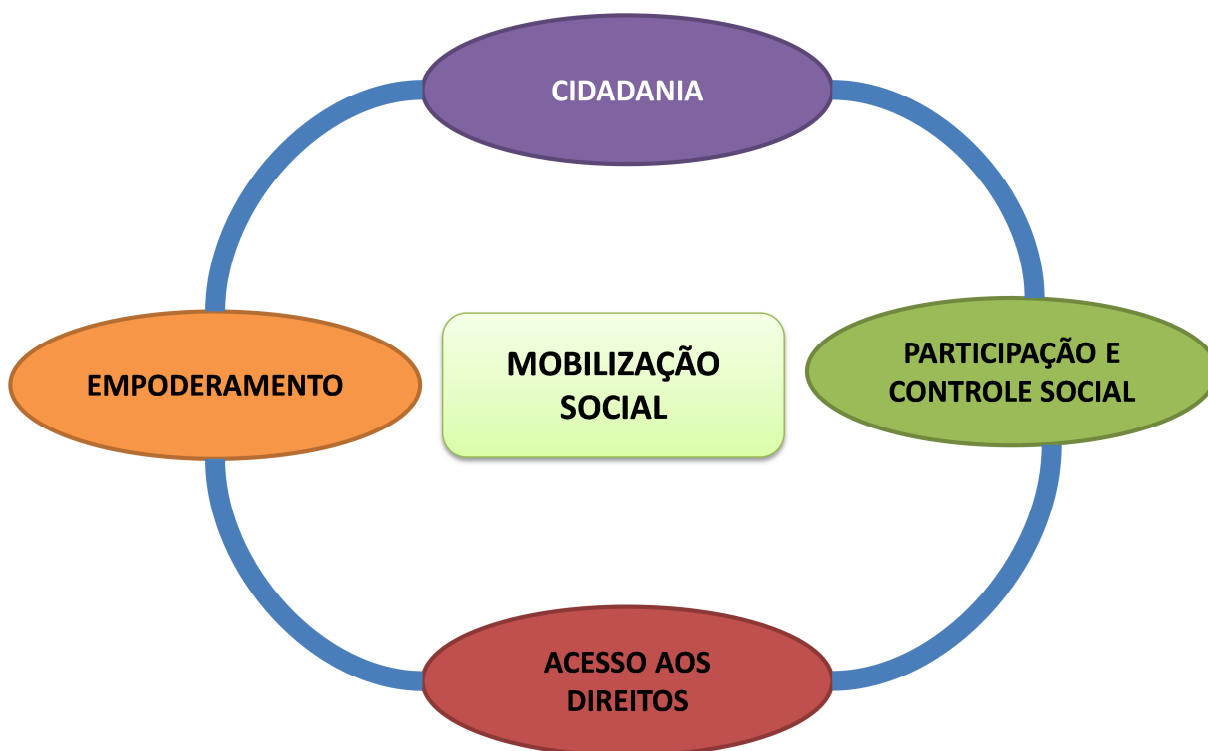 CIDADANIA
EMPODERAMENTO
MOBILIZAÇÃO
SOCIAL
PARTICIPAÇÃO E
CONTROLE SOCIAL
ACESSO AOS
DIREITOS